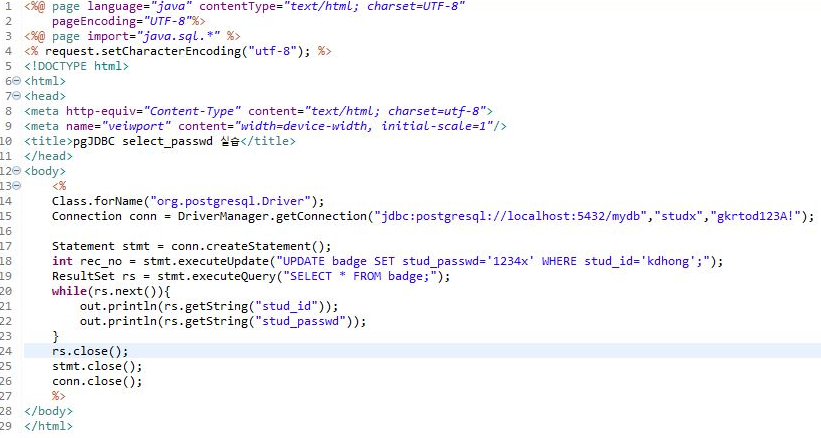 1 <%@ page language="java" contentType="text/html; charset=UTF-8"
2     pageEncoding="UTF-8"%>
3 <%@ page import="java.sql.*" %>
4 <% request.setCharacterEncoding("utf-8"); %>
5 <!DOCTYPE html>
6 <html>
7 <head>
8 <meta http-equiv="Content-Type" content="text/html; charset=utf-8">
9 <meta name="veiwport" content="width=device-width, initial-scale=1"/>
10 <title>pgJDBC select_passwd 실습</title>
11 </head>
12 <body>
13     <%
14     Class.forName("org.postgresql.Driver");
15     Connection conn = DriverManager.getConnection("jdbc:postgresql://localhost:5432/mydb","studx","gkrtod123A!");
16
17     Statement stmt = conn.createStatement();
18     int rec_no = stmt.executeUpdate("UPDATE badge SET stud_passwd='1234x' WHERE stud_id='kdhong';");
19     ResultSet rs = stmt.executeQuery("SELECT * FROM badge;");
20     while(rs.next()){
21         out.println(rs.getString("stud_id"));
22         out.println(rs.getString("stud_passwd"));
23     }
24     rs.close();
25     stmt.close();
26     conn.close();
27     %>
28 </body>
29 </html>